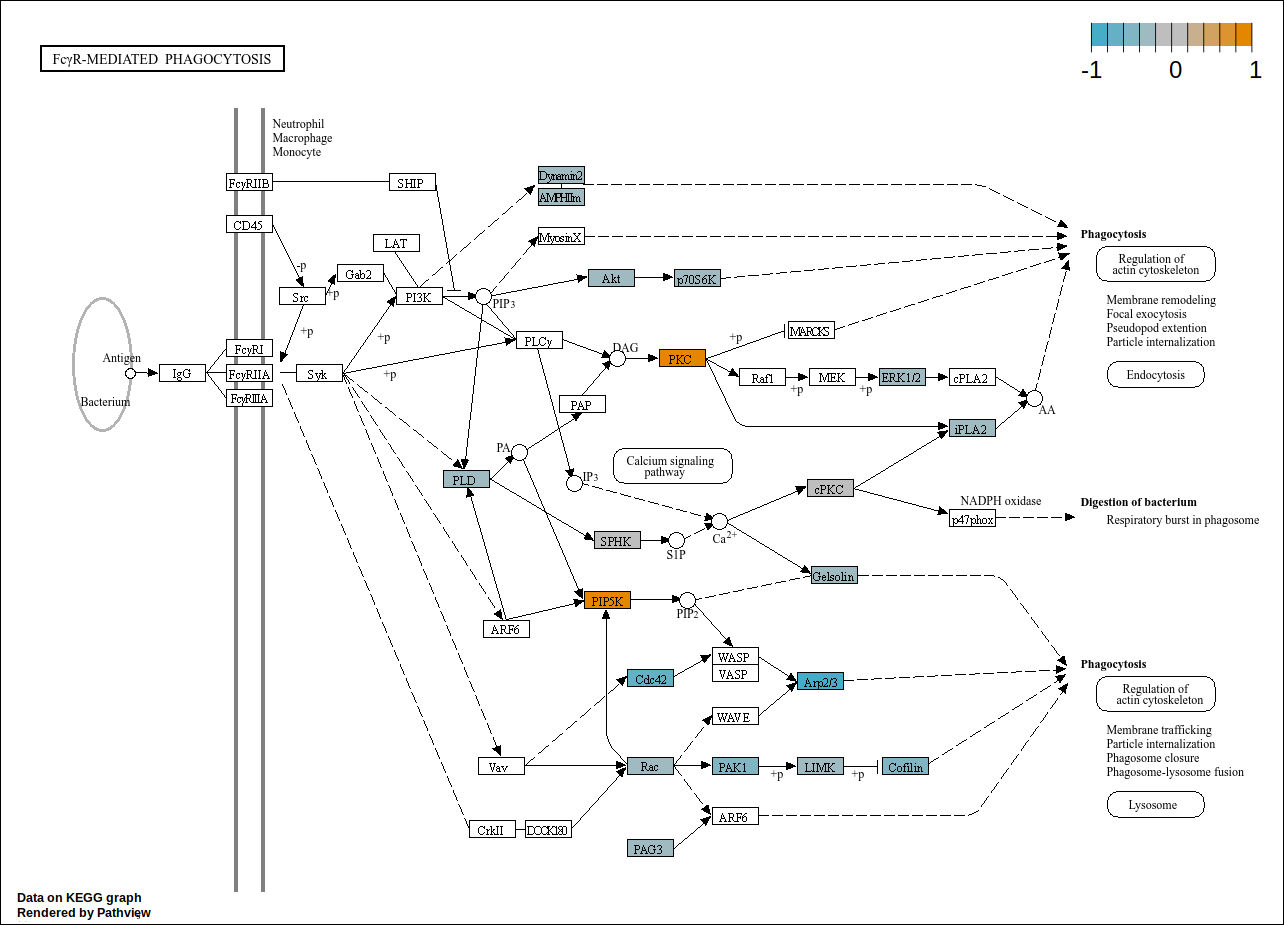 FcγR-MEDIATED PHAGOCYTOSIS
-1
0
1
Neutrophil
Macrophage
Monocyte
FcγRIIB
SHIP
Dynamin2
AMPHIIm
CD45
MyosinX
LAT
Phagocytosis
Regulation of
actin cytoskeleton
-p
Gab2
+p
Src
PI3K
PIP3
Akt
p70S6K
Membrane remodeling
Focal exocytosis
Pseudopod extention
Particle internalization
+p
+p
PLCγ
DAG
+p
MARCKS
FcγRI
Antigen
IgG
FcγRIIA
Syk
+p
PKC
Raf1
+p
MEK
+p
ERK1/2
cPLA2
Endocytosis
FcγRIIIA
Bacterium
PAP
AA
iPLA2
PA
PLD
IP3
Calcium signaling
pathway
cPKC
NADPH oxidase
p47phox
Digestion of bacterium
Respiratory burst in phagosome
SPHK
S1P
Ca2+
Gelsolin
PIP5K
PIP2
ARF6
WASP
VASP
Cdc42
Arp2/3
Phagocytosis
Regulation of
actin cytoskeleton
WAVE
Membrane trafficking
Particle internalization
Phagosome closure
Phagosome-lysosome fusion
Vav
Rac
PAK1
+p
LIMK
+p
Cofilin
Lysosome
ARF6
CrkII
DOCK180
PAG3
Data on KEGG graph
Rendered by Pathview